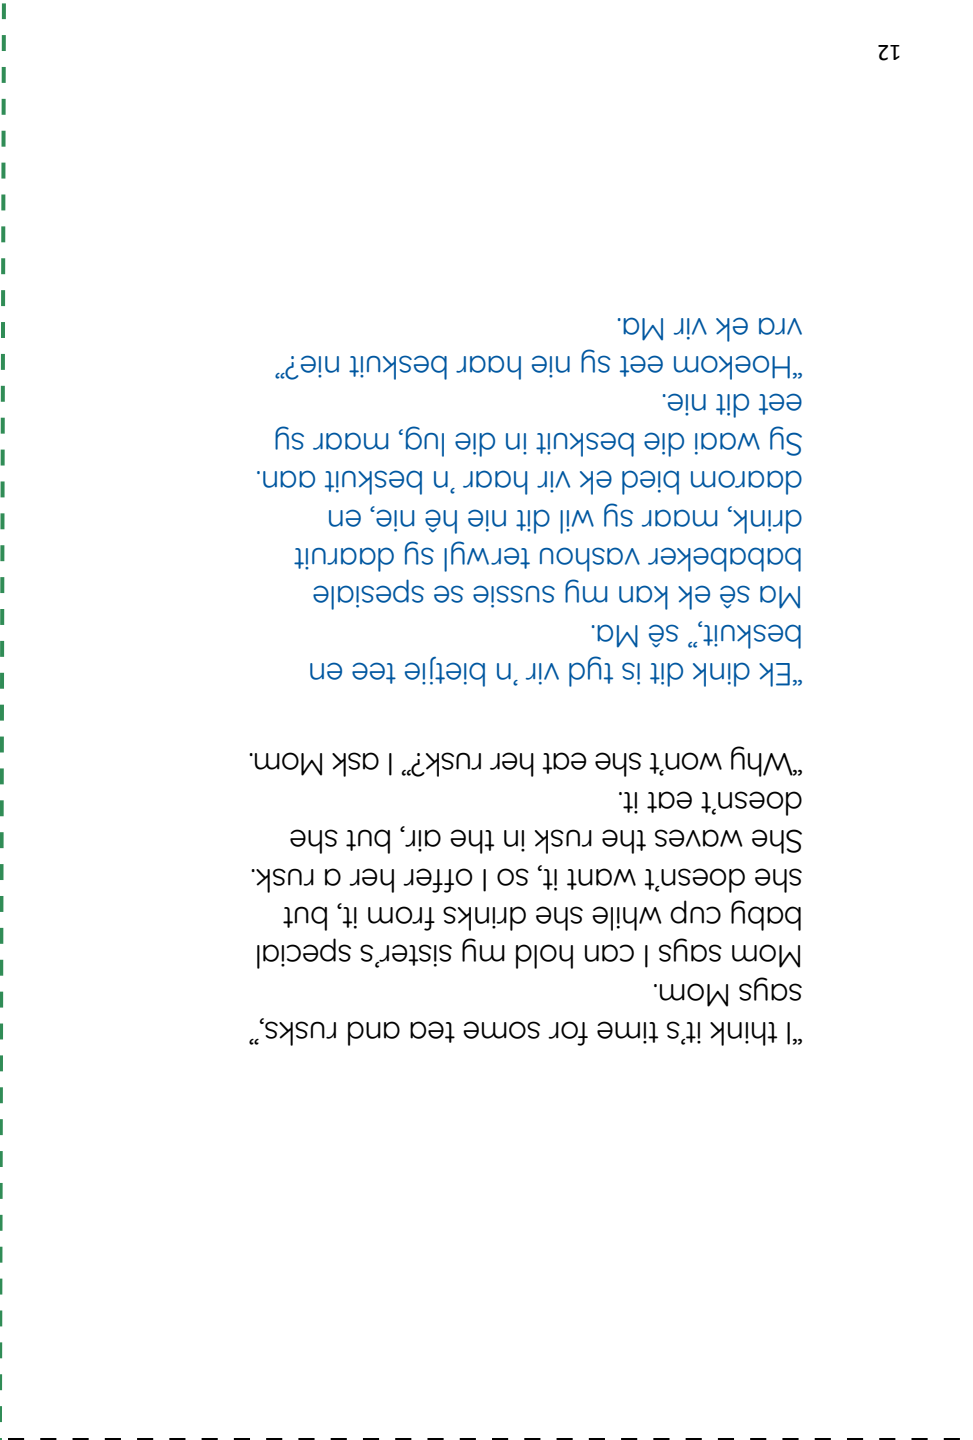 “I think it’s time for some tea and rusks,”
says Mom.
Mom says I can hold my sister’s special
baby cup while she drinks from it, but
she doesn’t want it, so I offer her a rusk.
She waves the rusk in the air, but she
doesn’t eat it.
“Why won’t she eat her rusk?” I ask Mom.
“Ek dink dit is tyd vir ’n bietjie tee en
beskuit,” sê Ma.
Ma sê ek kan my sussie se spesiale
bababeker vashou terwyl sy daaruit
drink, maar sy wil dit nie hê nie, en
daarom bied ek vir haar ’n beskuit aan.
Sy waai die beskuit in die lug, maar sy
eet dit nie.
“Hoekom eet sy nie haar beskuit nie?”
vra ek vir Ma.
12